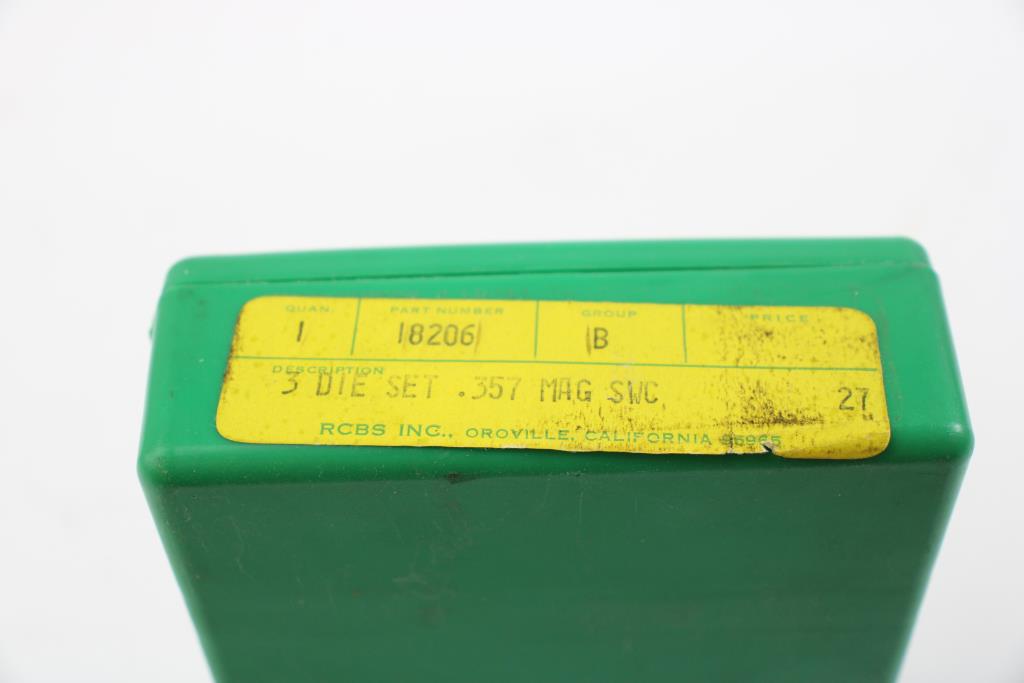 QUAN. PART NUMBER GROUP PRICE
1 18206 B
DESCRIPTION
3 DIE SET .357 MAG SWC 27
RCBS INC., OROVILLE, CALIFORNIA 95965